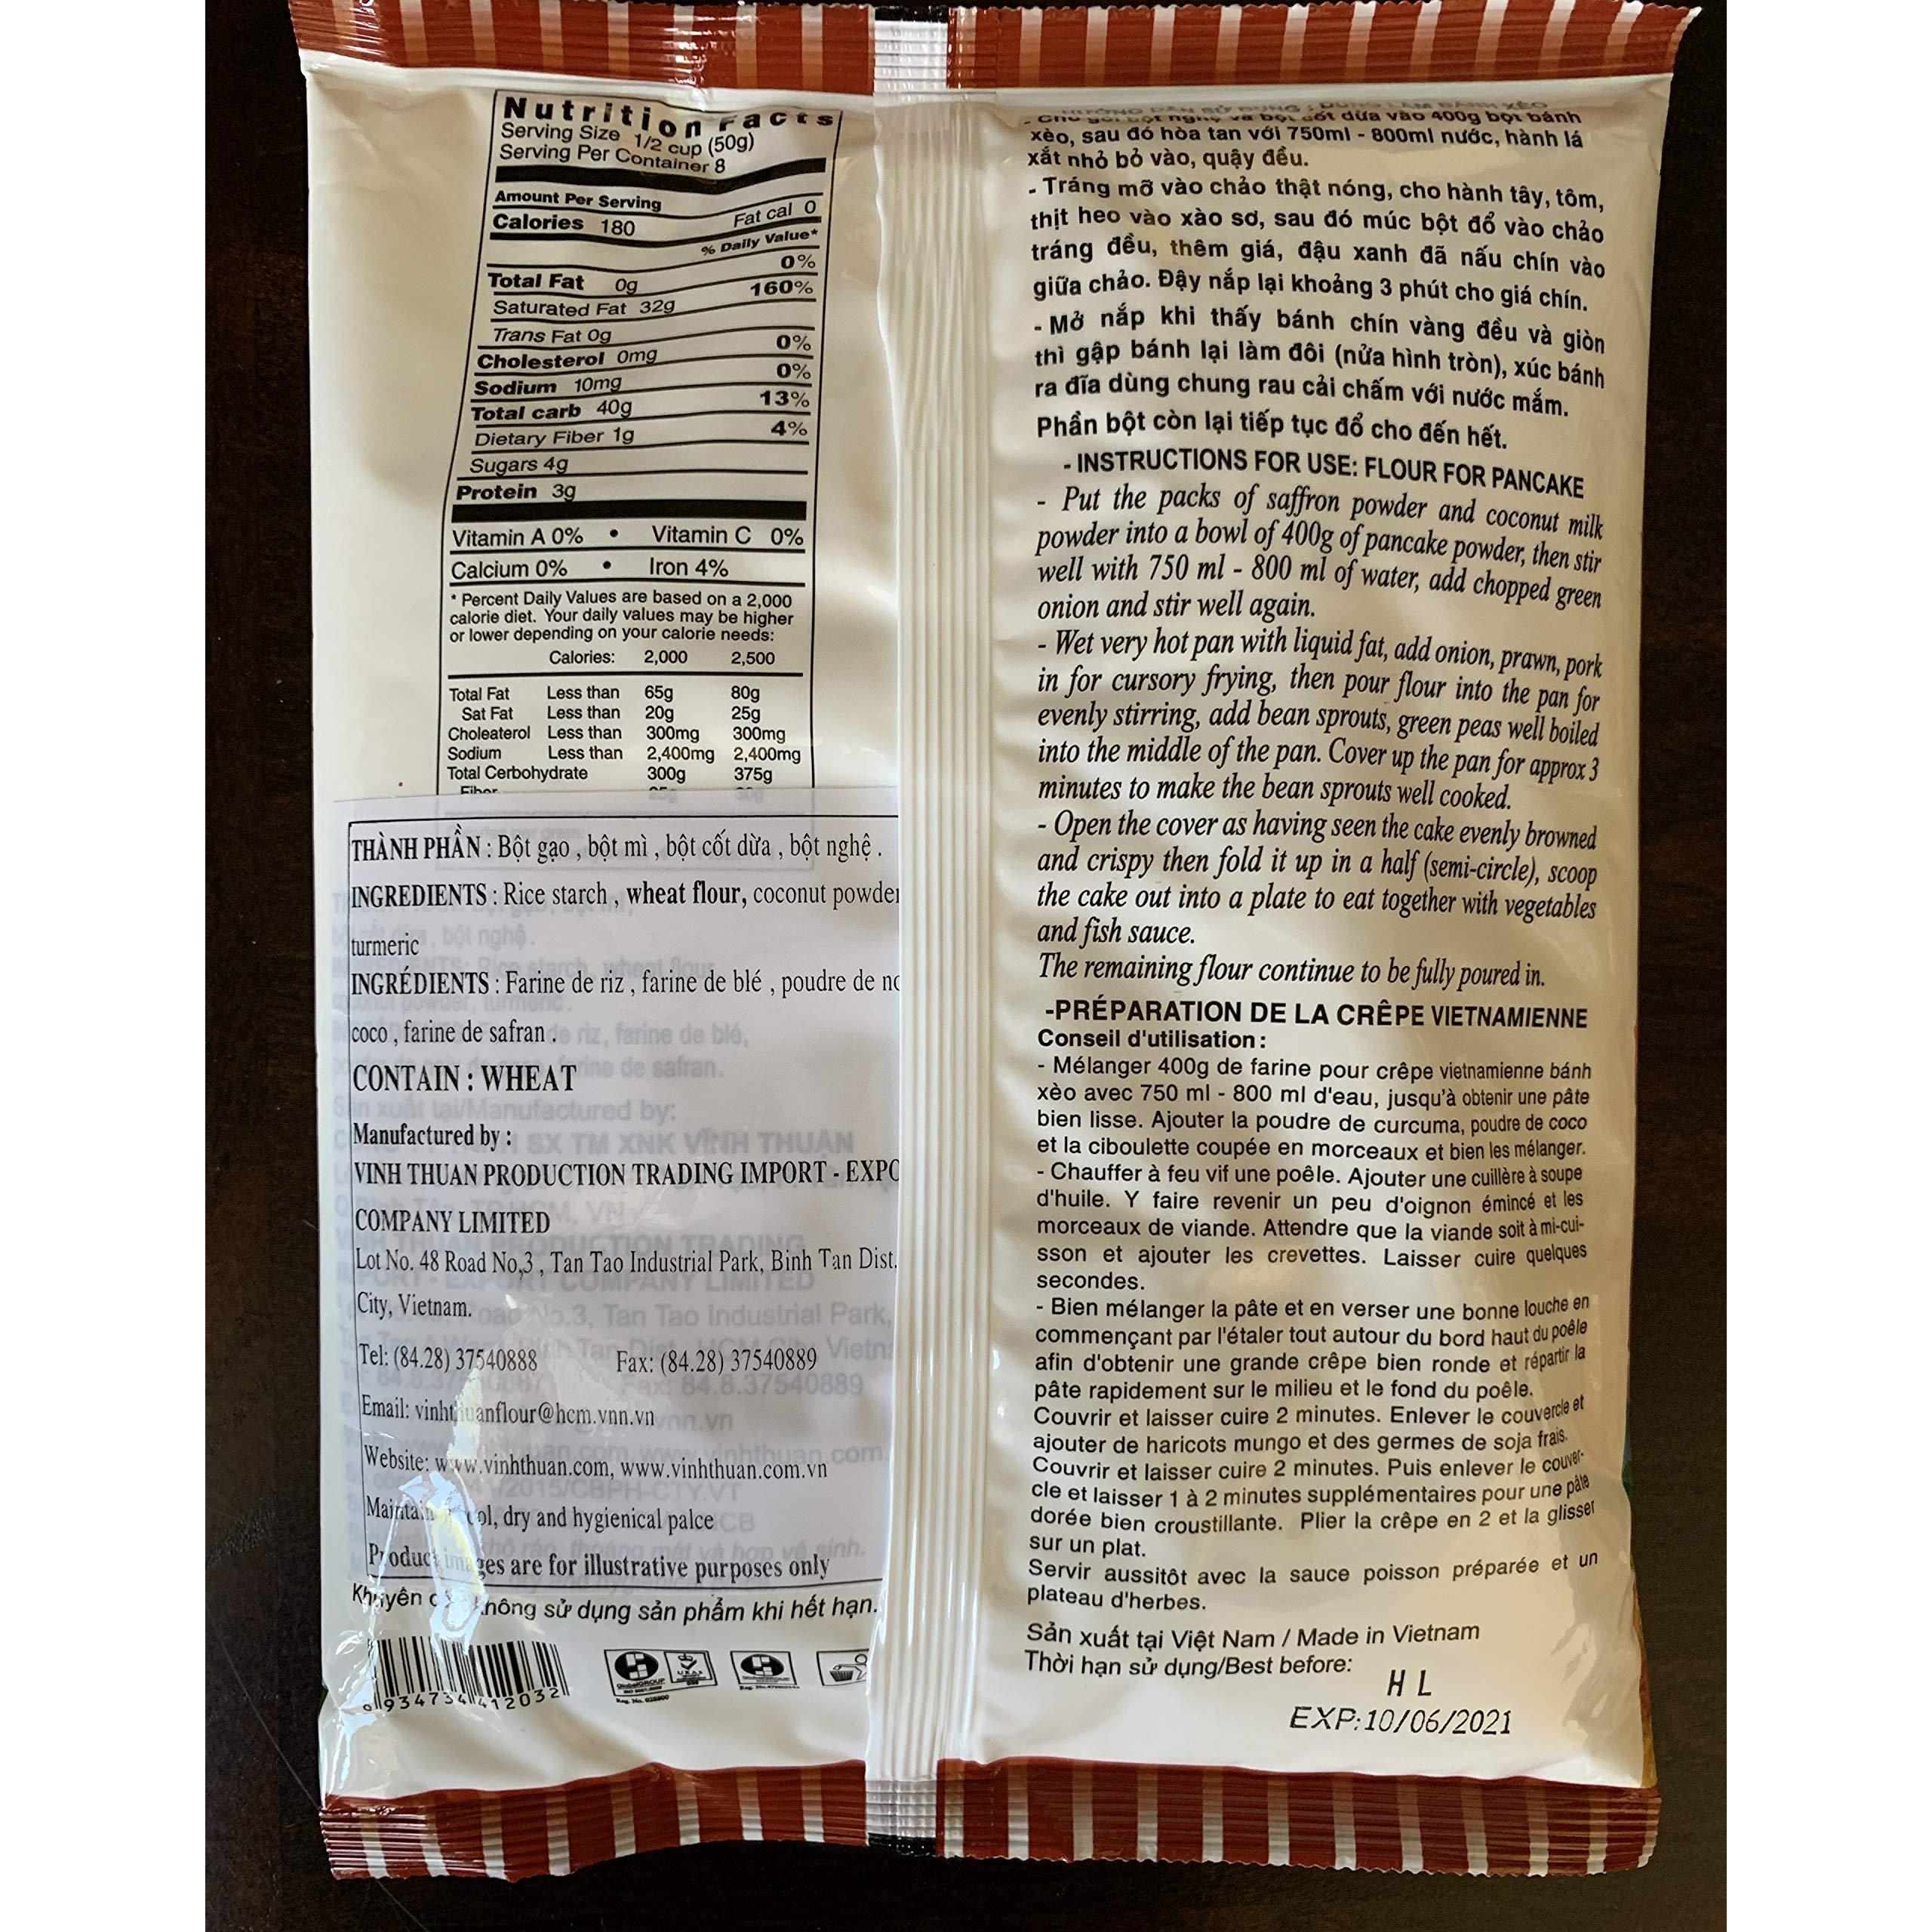 Nutrition Facts
Serving Size 1/2 cup (50g)
Serving Per Container 8
Amount Per Serving
Calories 180 Fat cal 0
% Daily Value*
Total Fat 0g 0%
Saturated Fat 32g 160%
Trans Fat 0g
Cholesterol 0mg 0%
Sodium 10mg 0%
Total carb 40g 13%
Dietary Fiber 1g 4%
Sugars 4g
Protein 3g
Vitamin A 0% • Vitamin C 0%
Calcium 0% • Iron 4%
* Percent Daily Values are based on a 2,000
calorie diet. Your daily values may be higher
or lower depending on your calorie needs:
Calories: 2,000 2,500
Total Fat Less than 65g 80g
Sat Fat Less than 20g 25g
Choleaterol Less than 300mg 300mg
Sodium Less than 2,400mg 2,400mg
Total Cerbohydrate 300g 375g
Fiber
THÀNH PHẦN : Bột gạo , bột mì , bột cốt dừa , bột nghệ .
INGREDIENTS : Rice starch , wheat flour, coconut powder
turmeric
INGRÉDIENTS : Farine de riz , farine de blé , poudre de
coco , farine de safran .
CONTAIN : WHEAT
Manufactured by :
VINH THUAN PRODUCTION TRADING IMPORT - EXPO
COMPANY LIMITED
Lot No. 48 Road No,3 , Tan Tao Industrial Park, Binh Tan Dist,
City, Vietnam.
Tel: (84.28) 37540888 Fax: (84.28) 37540889
Email: vinhthuanflour@hcm.vnn.vn
Website: www.vinhthuan.com, www.vinhthuan.com.vn
dry and hygienical palce
Product images are for illustrative purposes only
không sử dụng sản phẩm khi hết hạn.
8934734412032
HƯỚNG DẪN SỬ DỤNG : DÙNG LÀM BÁNH XÈO
- Cho gói bột nghệ và bột cốt dừa vào 400g bột bánh
xèo, sau đó hòa tan với 750ml - 800ml nước, hành lá
xắt nhỏ bỏ vào, quậy đều.
- Tráng mỡ vào chảo thật nóng, cho hành tây, tôm,
thịt heo vào xào sơ, sau đó múc bột đổ vào chảo
tráng đều, thêm giá, đậu xanh đã nấu chín vào
giữa chảo. Đậy nắp lại khoảng 3 phút cho giá chín.
- Mở nắp khi thấy bánh chín vàng đều và giòn
thì gập bánh lại làm đôi (nửa hình tròn), xúc bánh
ra đĩa dùng chung rau cải chấm với nước mắm.
Phần bột còn lại tiếp tục đổ cho đến hết.
- INSTRUCTIONS FOR USE: FLOUR FOR PANCAKE
- Put the packs of saffron powder and coconut milk
powder into a bowl of 400g of pancake powder, then stir
well with 750 ml - 800 ml of water, add chopped green
onion and stir well again.
- Wet very hot pan with liquid fat, add onion, prawn, pork
in for cursory frying, then pour flour into the pan for
evenly stirring, add bean sprouts, green peas well boiled
into the middle of the pan. Cover up the pan for approx 3
minutes to make the bean sprouts well cooked.
- Open the cover as having seen the cake evenly browned
and crispy then fold it up in a half (semi-circle), scoop
the cake out into a plate to eat together with vegetables
and fish sauce.
The remaining flour continue to be fully poured in.
-PRÉPARATION DE LA CRÊPE VIETNAMIENNE
Conseil d'utilisation :
- Mélanger 400g de farine pour crêpe vietnamienne bánh
xèo avec 750 ml - 800 ml d'eau, jusqu'à obtenir une pâte
bien lisse. Ajouter la poudre de curcuma, poudre de coco
et la ciboulette coupée en morceaux et bien les mélanger.
- Chauffer à feu vif une poêle. Ajouter une cuillère à soupe
d'huile. Y faire revenir un peu d'oignon émincé et les
morceaux de viande. Attendre que la viande soit à mi-cui-
sson et ajouter les crevettes. Laisser cuire quelques
secondes.
- Bien mélanger la pâte et en verser une bonne louche en
commençant par l'étaler tout autour du bord haut du poêle
afin d'obtenir une grande crêpe bien ronde et répartir la
pâte rapidement sur le milieu et le fond du poêle.
Couvrir et laisser cuire 2 minutes. Enlever le couvercle et
ajouter de haricots mungo et des germes de soja frais.
Couvrir et laisser cuire 2 minutes. Puis enlever le couver-
cle et laisser 1 à 2 minutes supplémentaires pour une pâte
dorée bien croustillante. Plier la crêpe en 2 et la glisser
sur un plat.
Servir aussitôt avec la sauce poisson préparée et un
plateau d'herbes.
Sản xuất tại Việt Nam / Made in Vietnam
Thời hạn sử dụng/Best before:
H L
EXP:10/06/2021